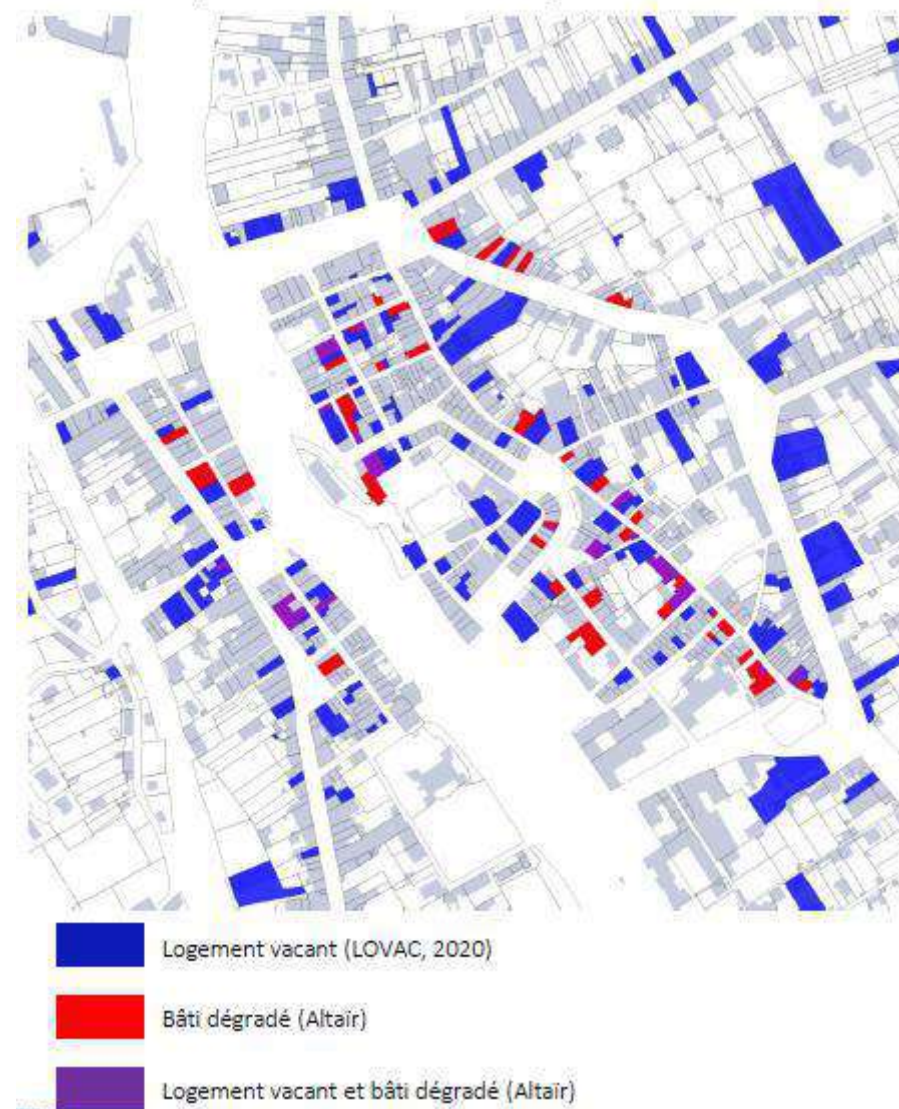 Logement vacant (LOVAC, 2020)
Bâti dégradé (Altaïr)
Logement vacant et bâti dégradé (Altaïr)